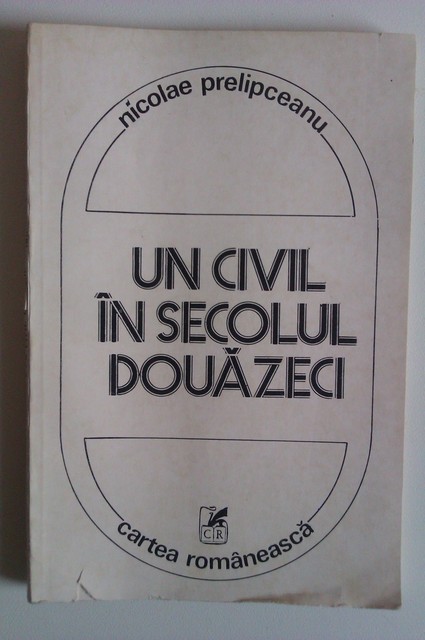 nicolae prelipceanu
UN CIVIL
ÎN SECOLUL
DOUĂZECI
CR
cartea românească